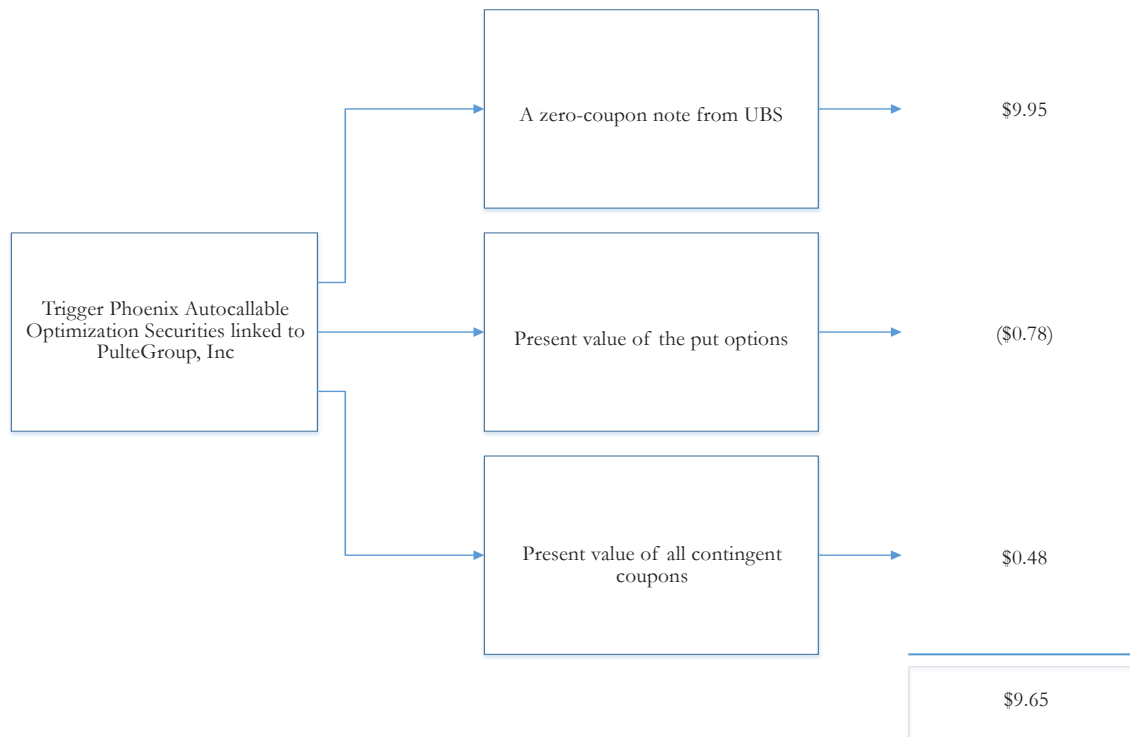 A zero-coupon note from UBS
$9.95
Trigger Phoenix Autocallable
Optimization Securities linked to
PulteGroup, Inc
Present value of the put options
($0.78)
Present value of all contingent
coupons
$0.48
$9.65